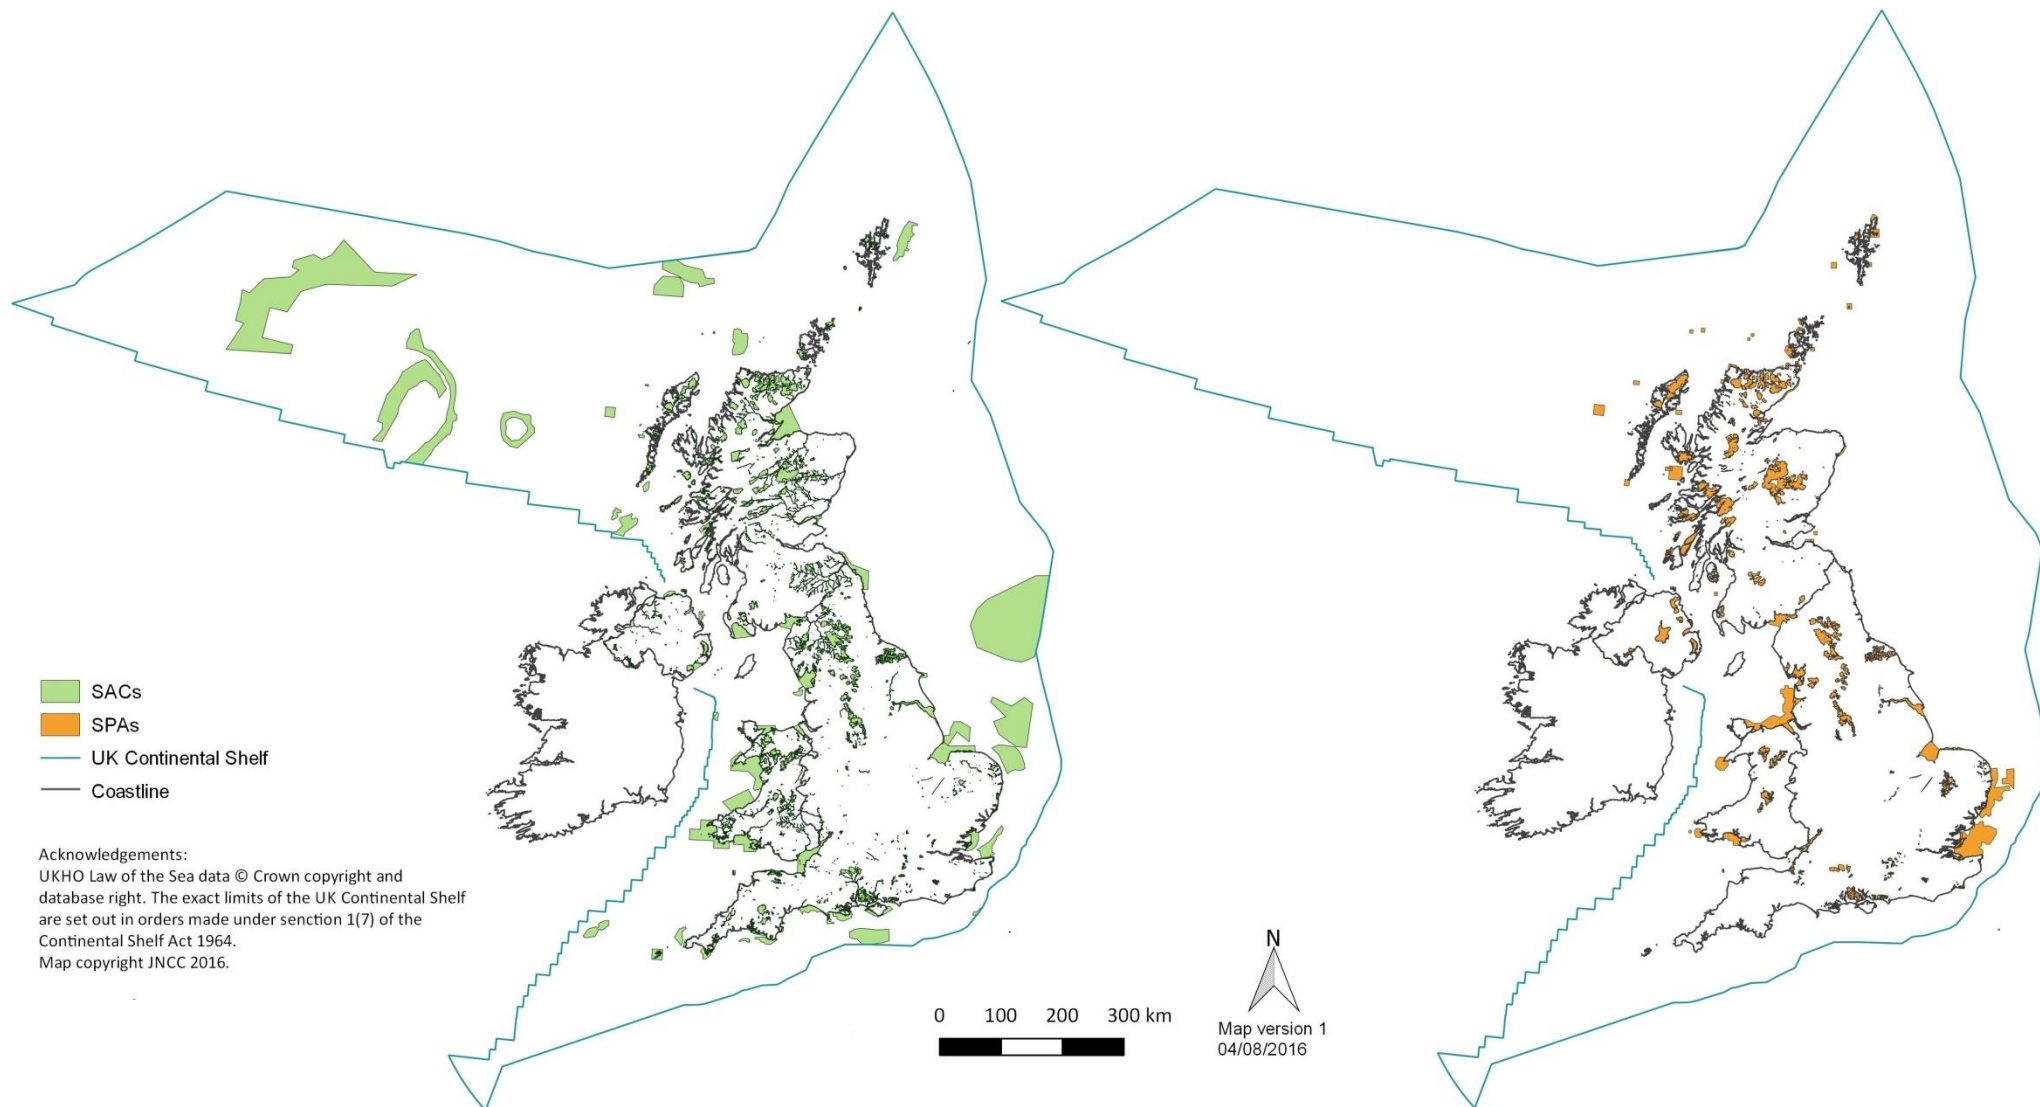 SACs
SPAs
UK Continental Shelf
Coastline
Acknowledgements:
UKHO Law of the Sea data © Crown copyright and
database right. The exact limits of the UK Continental Shelf
are set out in orders made under senction 1(7) of the
Continental Shelf Act 1964.
Map copyright JNCC 2016.
0 100 200 300 km
N
Map version 1
04/08/2016